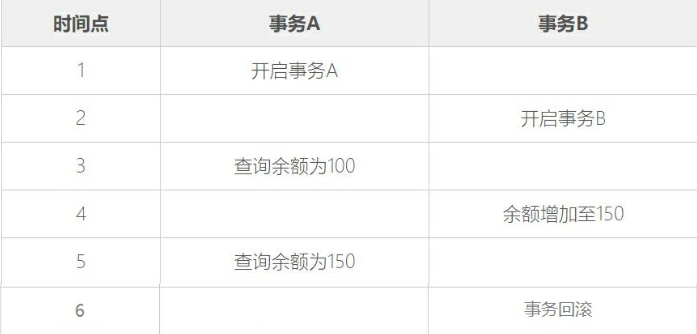 时间点 事务A 事务B
1 开启事务A
2 开启事务B
3 查询余额为100
4 余额增加至150
5 查询余额为150
6 事务回滚